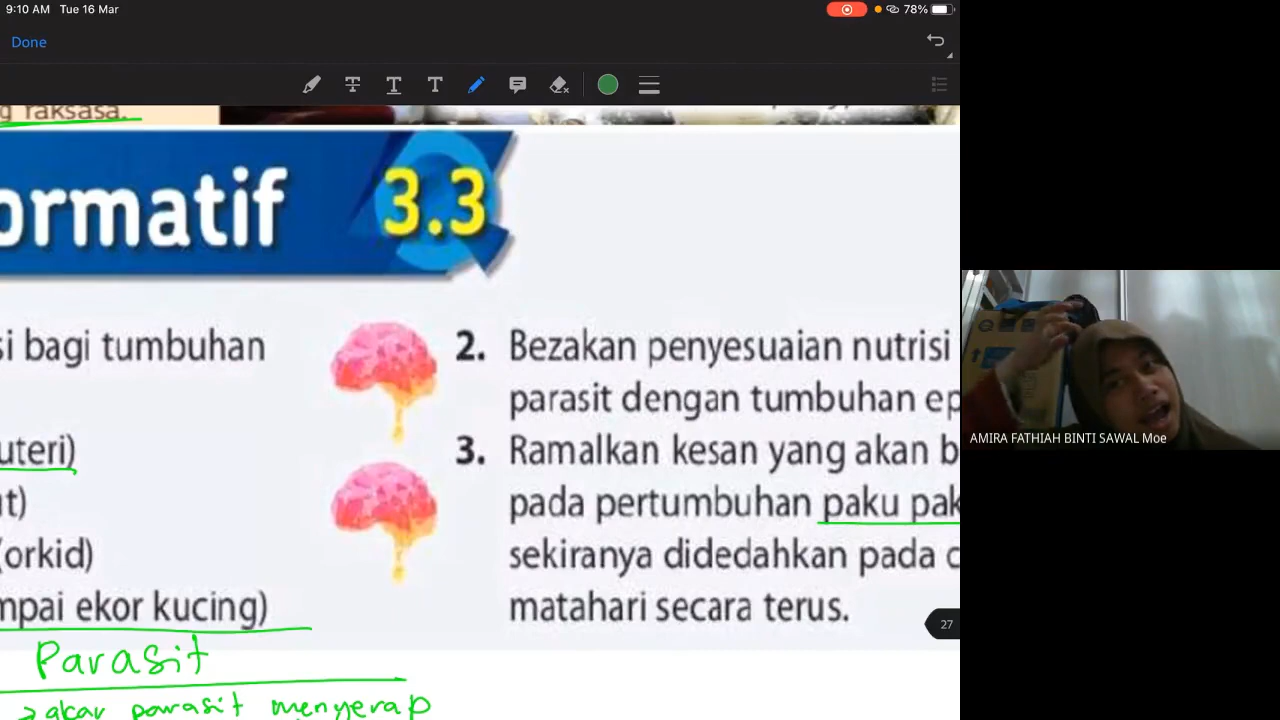 9:10 AM Tue 16 Mar
78%
Done
T T T
g raksasa.
ormatif 3.3
si bagi tumbuhan
uteri)
t)
(orkid)
mpai ekor kucing)
2. Bezakan penyesuaian nutrisi
parasit dengan tumbuhan ep
3. Ramalkan kesan yang akan b
pada pertumbuhan paku pak
sekiranya didedahkan pada c
matahari secara terus.
27
Parasit
→ akar parasit menyerap
AMIRA FATHIAH BINTI SAWAL Moe